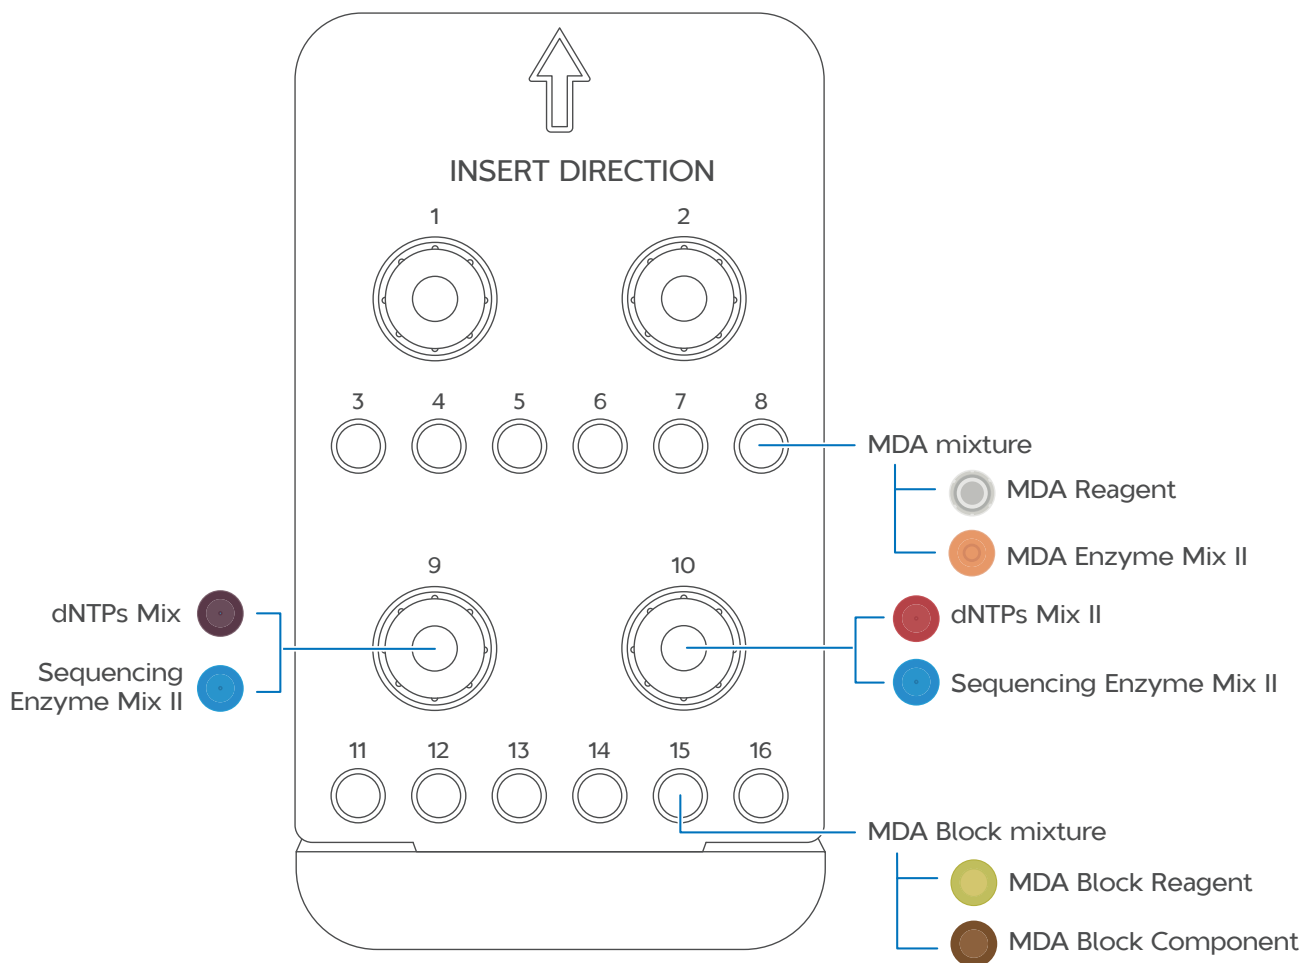 INSERT DIRECTION
1
2
3
4
5
6
7
8
MDA mixture
MDA Reagent
MDA Enzyme Mix II
9
10
dNTPs Mix
Sequencing
Enzyme Mix II
dNTPs Mix II
Sequencing Enzyme Mix II
11
12
13
14
15
16
MDA Block mixture
MDA Block Reagent
MDA Block Component